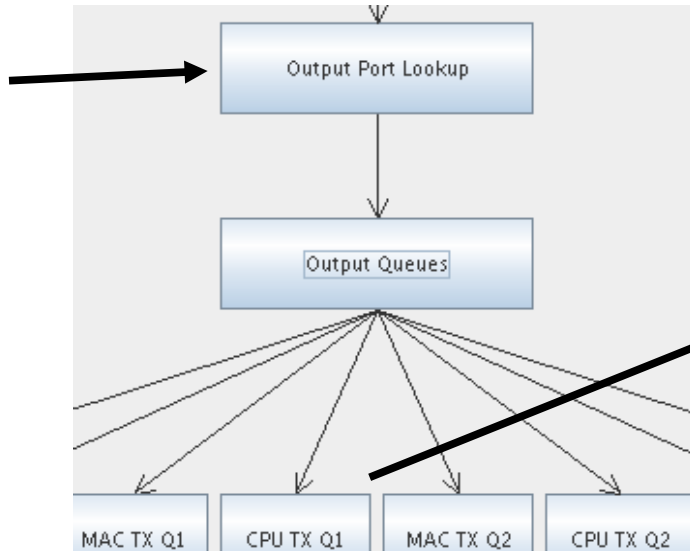 Output Port Lookup
Output Queues
MAC TX Q1
CPU TX Q1
MAC TX Q2
CPU TX Q2